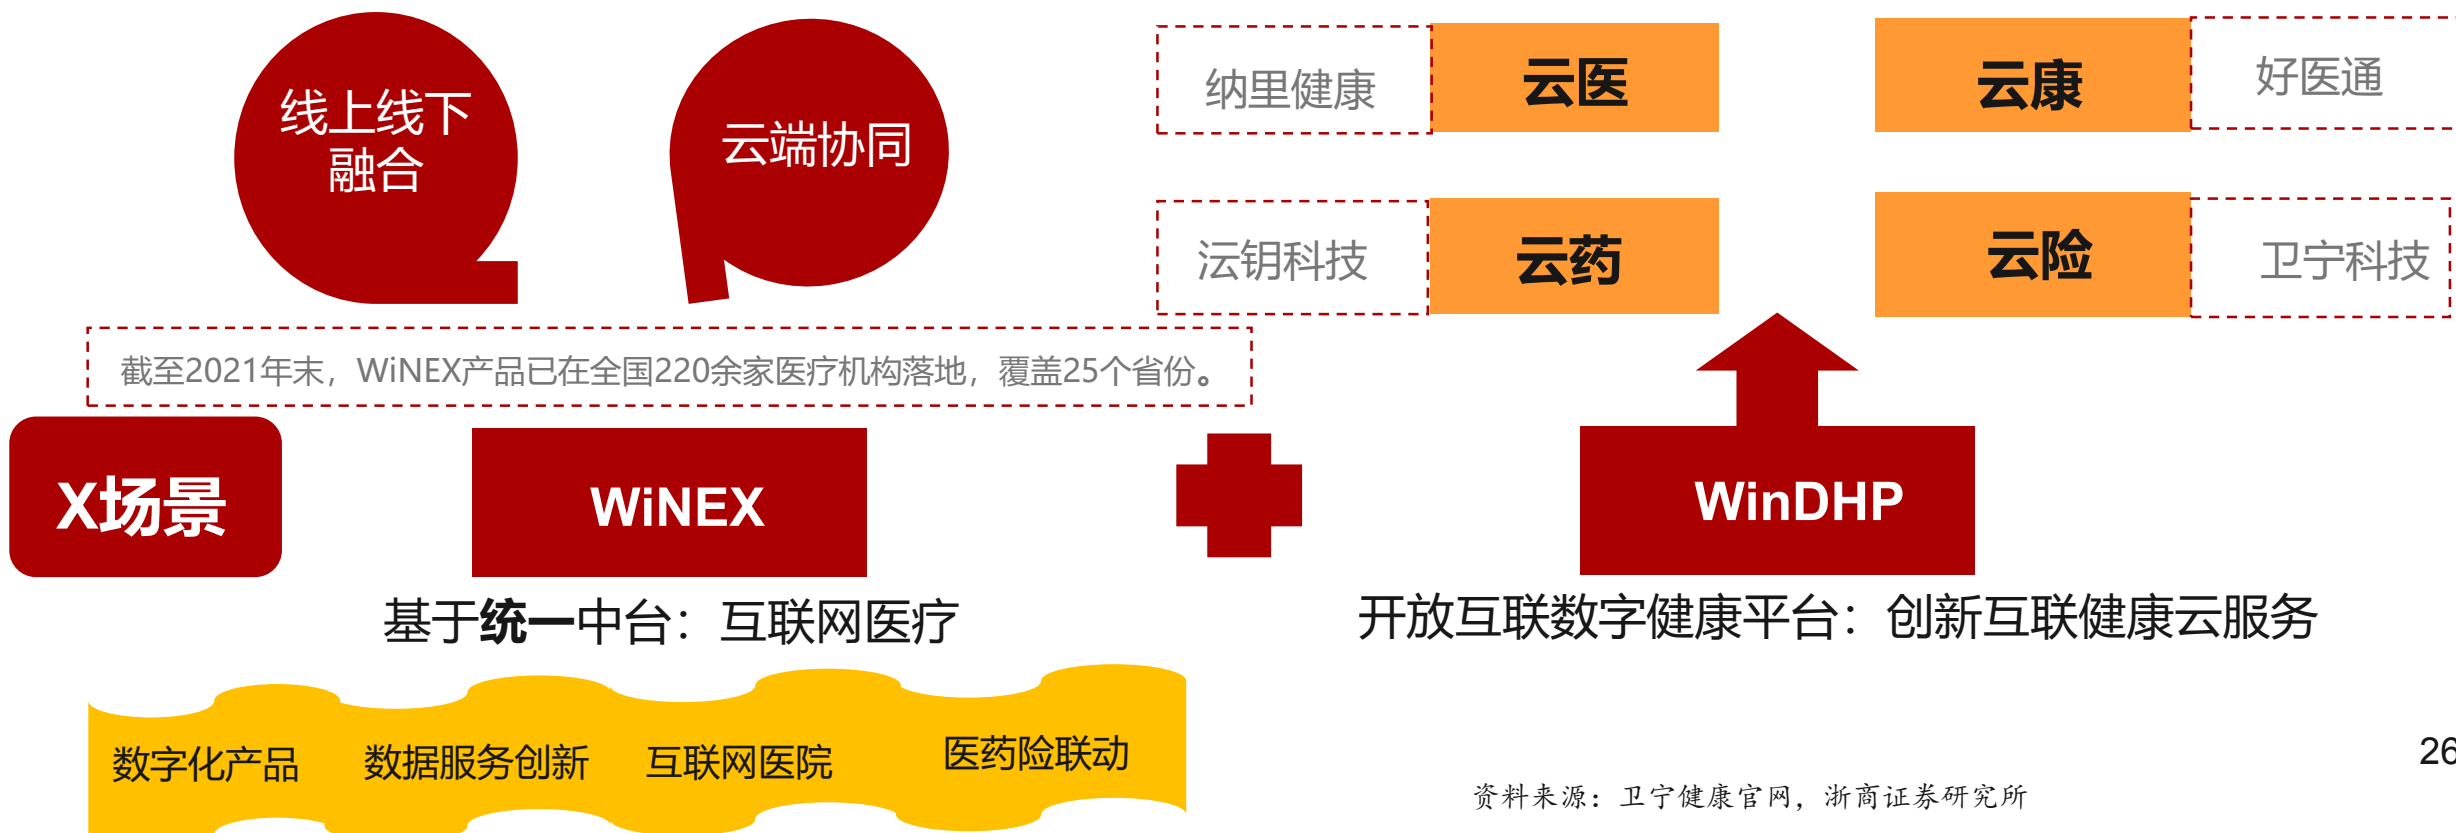 线上线下
融合
云端协同
纳里健康
云医
云康
好医通
沄钥科技
云药
云险
卫宁科技
截至2021年末，WiNEX产品已在全国220余家医疗机构落地，覆盖25个省份。
X场景
WiNEX
WinDHP
基于统一中台：互联网医疗
开放互联数字健康平台：创新互联健康云服务
数字化产品
数据服务创新
互联网医院
医药险联动
26
资料来源：卫宁健康官网，浙商证券研究所